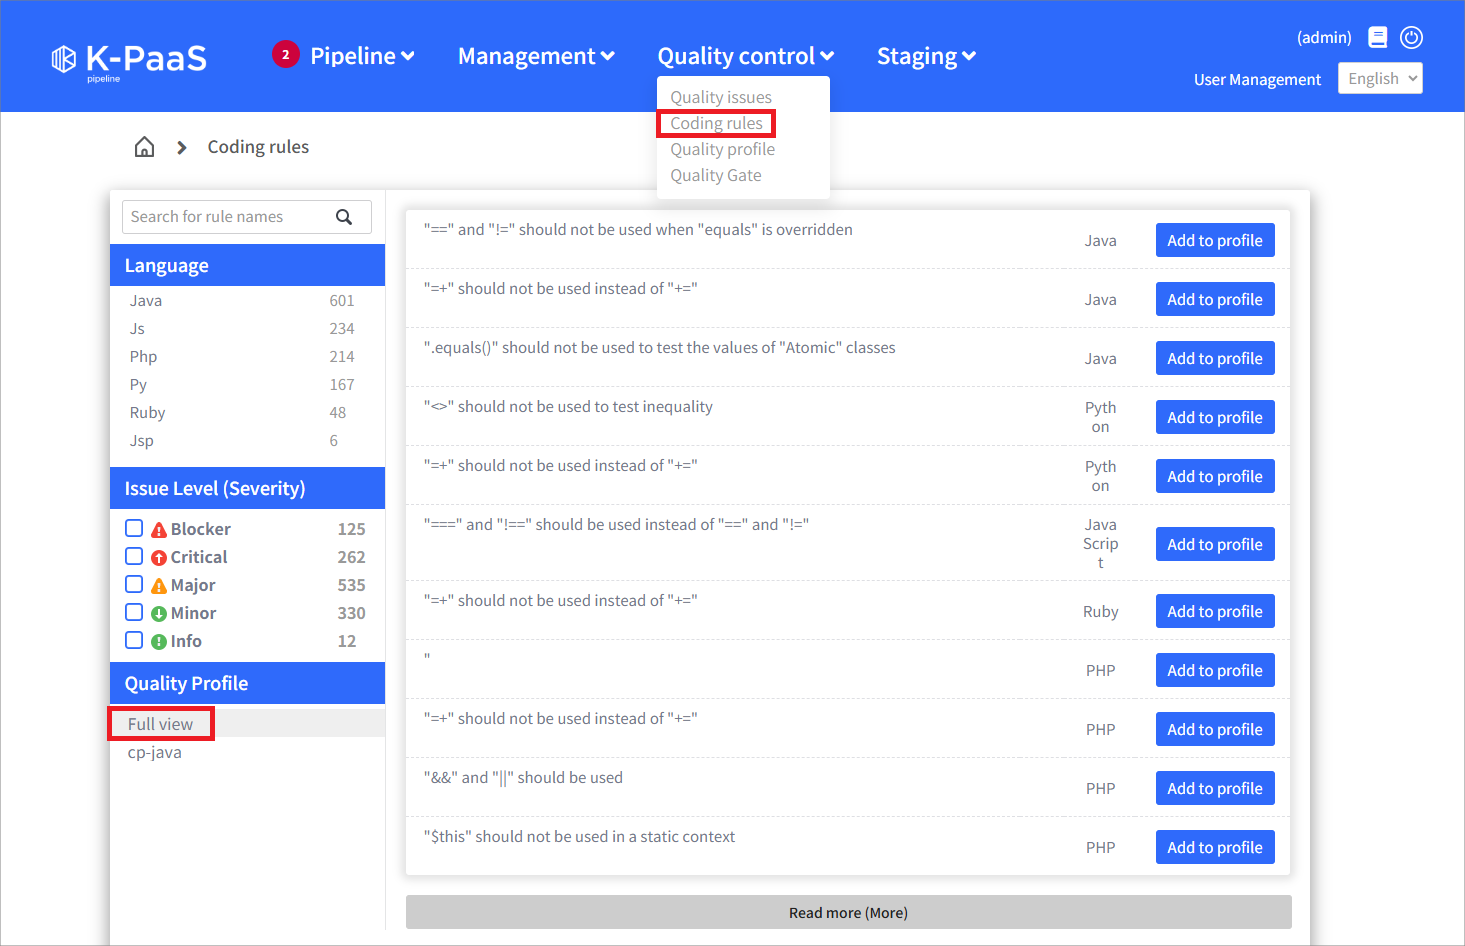 K-PaaS
pipeline
2 Pipeline
Management
Quality control
Staging
(admin)
User Management
English
Quality issues
Coding rules
Quality profile
Quality Gate
Coding rules
Search for rule names
Language
Java 601
Js 234
Php 214
Py 167
Ruby 48
Jsp 6
Issue Level (Severity)
Blocker 125
Critical 262
Major 535
Minor 330
Info 12
Quality Profile
Full view
cp-java
"==" and "!=" should not be used when "equals" is overridden
Java
Add to profile
"=+" should not be used instead of "+="
Java
Add to profile
".equals()" should not be used to test the values of "Atomic" classes
Java
Add to profile
"<>" should not be used to test inequality
Pyth
on
Add to profile
"=+" should not be used instead of "+="
Pyth
on
Add to profile
"===" and "!==" should be used instead of "==" and "!="
Java
Scrip
t
Add to profile
"=+" should not be used instead of "+="
Ruby
Add to profile
"
PHP
Add to profile
"=+" should not be used instead of "+="
PHP
Add to profile
"&&" and "||" should be used
PHP
Add to profile
"$this" should not be used in a static context
PHP
Add to profile
Read more (More)